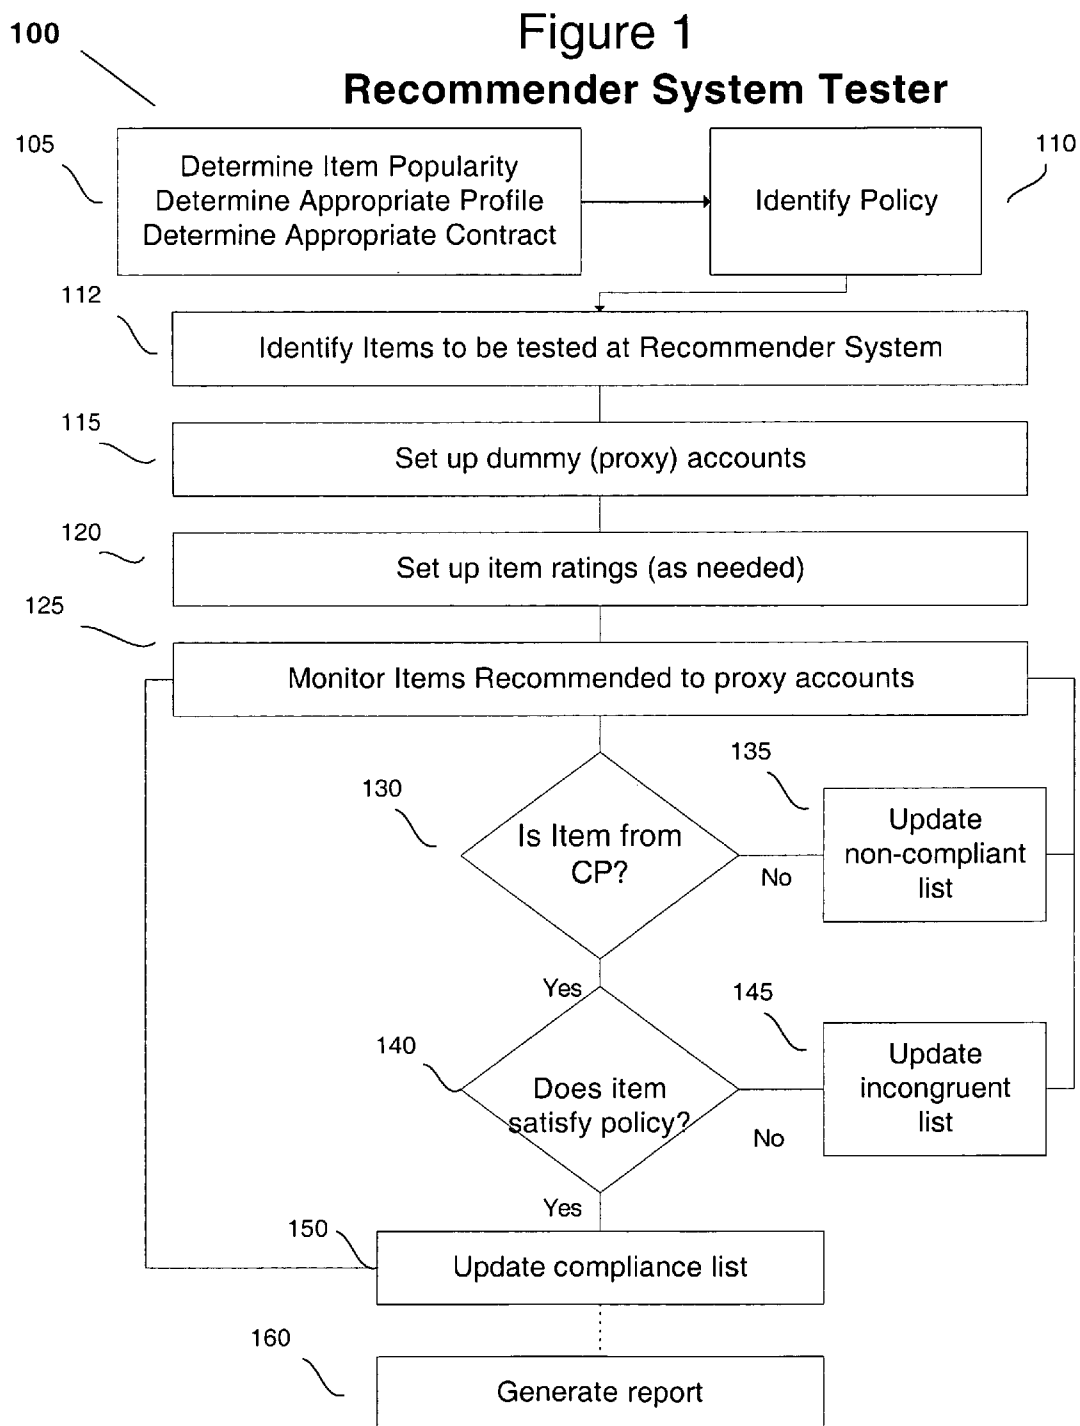 Figure 1
100
Recommender System Tester
105
Determine Item Popularity
Determine Appropriate Profile
Determine Appropriate Contract
110
Identify Policy
112
Identify Items to be tested at Recommender System
115
Set up dummy (proxy) accounts
120
Set up item ratings (as needed)
125
Monitor Items Recommended to proxy accounts
130
Is Item from
CP?
No
135
Update
non-compliant
list
Yes
140
Does item
satisfy policy?
No
145
Update
incongruent
list
Yes
150
Update compliance list
160
Generate report